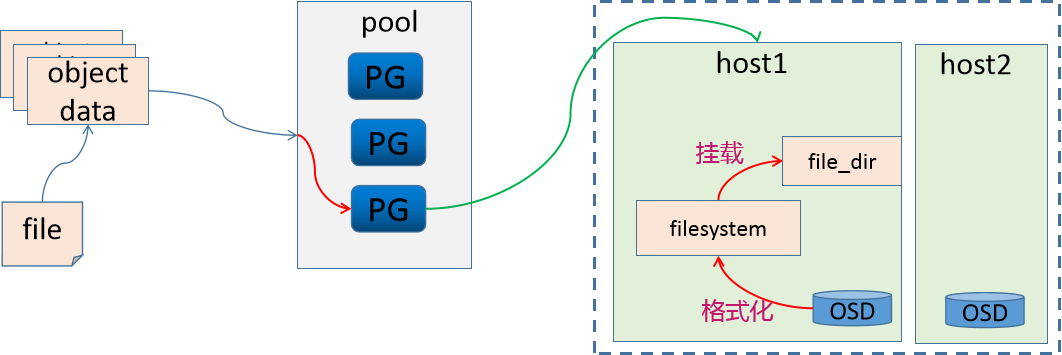 object
data
file
pool
PG
PG
PG
host1
挂载
file_dir
filesystem
格式化
OSD
host2
OSD